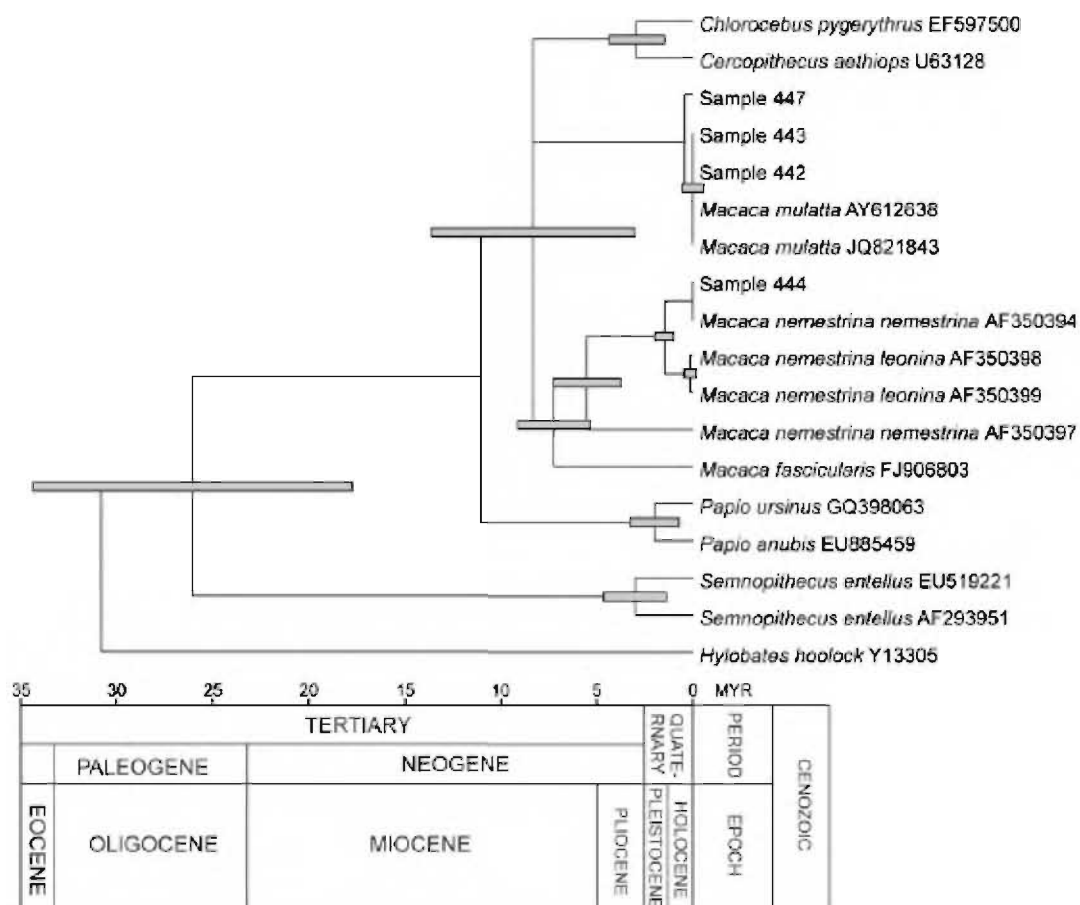 Chlorocebus pygerythrus EF597500
Cercopithecus aethiops U63128
Sample 447
Sample 443
Sample 442
Macaca mulatta AY612638
Macaca mulatta JQ821843
Sample 444
Macaca nemestrina nemestrina AF350394
Macaca nemestrina leonina AF350398
Macaca nemestrina leonina AF350399
Macaca nemestrina nemestrina AF350397
Macaca fascicularis FJ906803
Papio ursinus GQ398063
Papio anubis EU885459
Semnopithecus entellus EU519221
Semnopithecus entellus AF293951
Hylobates hoolock Y13305
35 30 25 20 15 10 5 0 MYR
TERTIARY
QUATE-
RNARY
PERIOD
CENOZOIC
PALEOGENE
NEOGENE
EOCENE
OLIGOCENE
MIOCENE
PLIOCENE
PLEISTOCENE
HOLOCENE
EPOCH